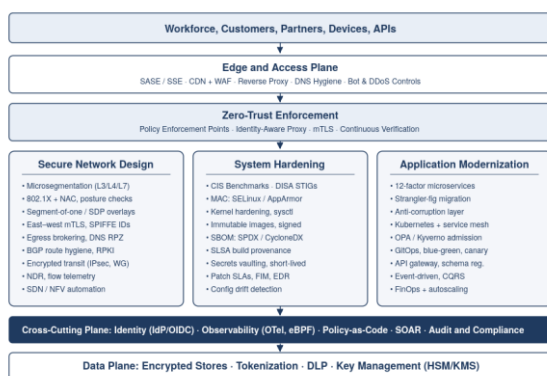 Workforce, Customers, Partners, Devices, APIs
Edge and Access Plane
SASE / SSE · CDN + WAF · Reverse Proxy · DNS Hygiene · Bot & DDoS Controls
Zero-Trust Enforcement
Policy Enforcement Points · Identity-Aware Proxy · mTLS · Continuous Verification
Secure Network Design
• Microsegmentation (L3/L4/L7)
• 802.1X + NAC, posture checks
• Segment-of-one / SDP overlays
• East–west mTLS, SPIFFE IDs
• Egress brokering, DNS RPZ
• BGP route hygiene, RPKI
• Encrypted transit (IPsec, WG)
• NDR, flow telemetry
• SDN / NFV automation
System Hardening
• CIS Benchmarks · DISA STIGs
• MAC: SELinux / AppArmor
• Kernel hardening, sysctl
• Immutable images, signed
• SBOM: SPDX / CycloneDX
• SLSA build provenance
• Secrets vaulting, short-lived
• Patch SLAs, FIM, EDR
• Config drift detection
Application Modernization
• 12-factor microservices
• Strangler-fig migration
• Anti-corruption layer
• Kubernetes + service mesh
• OPA / Kyverno admission
• GitOps, blue-green, canary
• API gateway, schema reg.
• Event-driven, CQRS
• FinOps + autoscaling
Cross-Cutting Plane: Identity (IdP/OIDC) · Observability (OTel, eBPF) · Policy-as-Code · SOAR · Audit and Compliance
Data Plane: Encrypted Stores · Tokenization · DLP · Key Management (HSM/KMS)